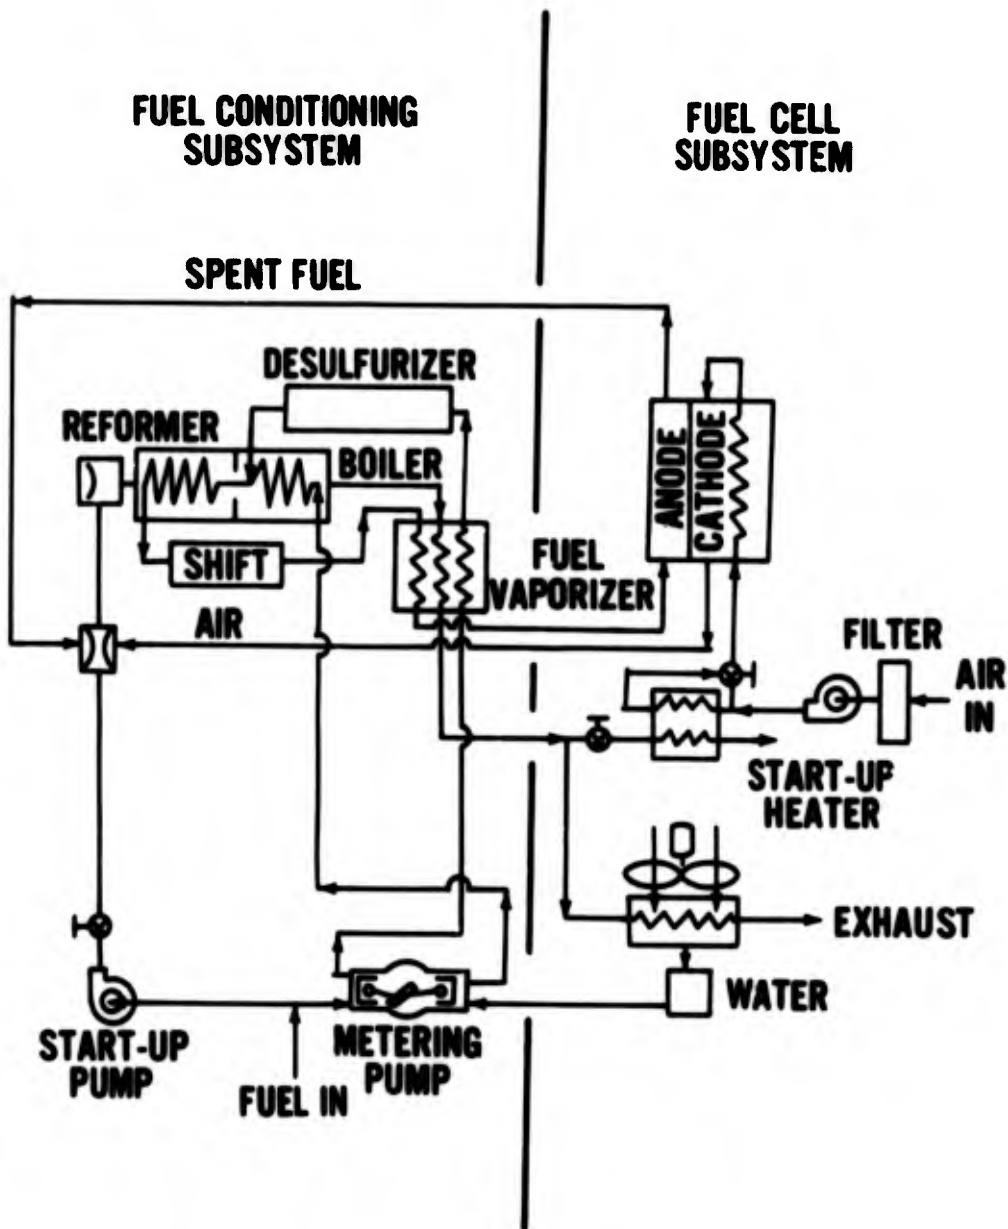 FUEL CONDITIONING
SUBSYSTEM
FUEL CELL
SUBSYSTEM
SPENT FUEL
DESULFURIZER
REFORMER
BOILER
ANODE
CATHODE
SHIFT
FUEL
VAPORIZER
AIR
FILTER
AIR
IN
START-UP
HEATER
EXHAUST
WATER
START-UP
PUMP
METERING
PUMP
FUEL IN